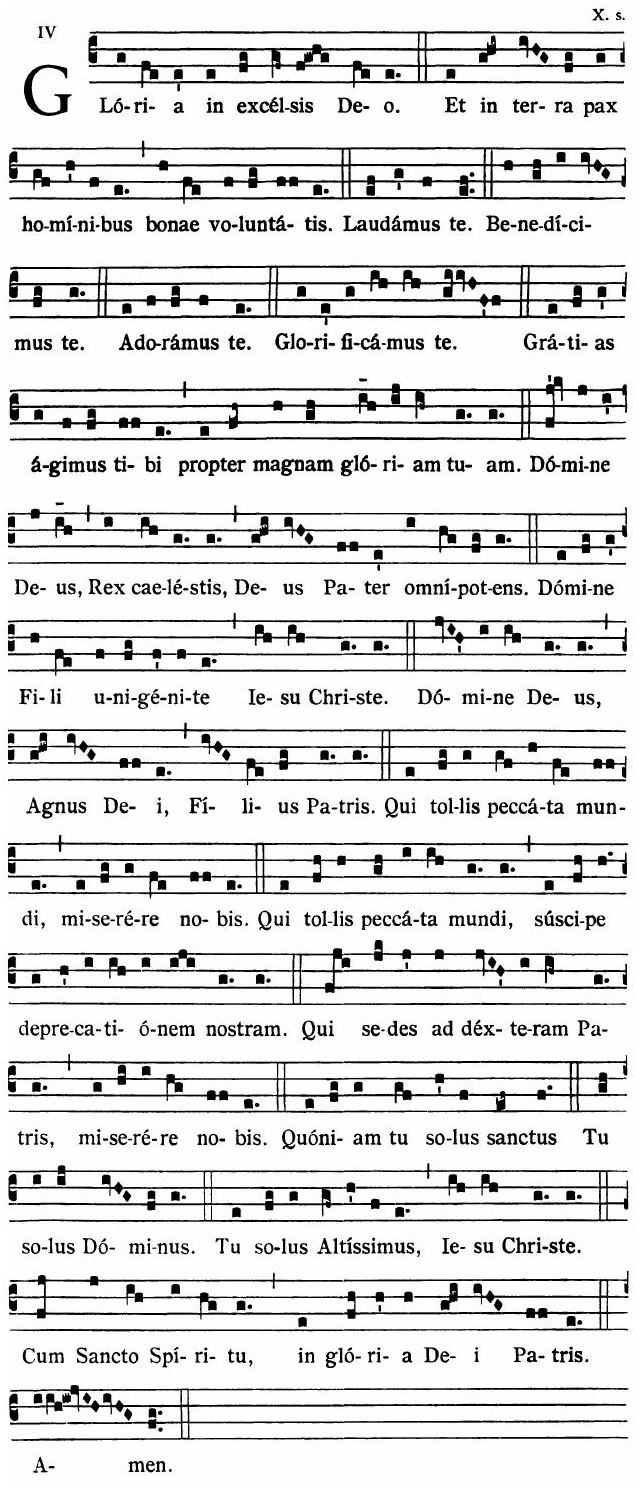 X. s.
IV
GLó-ri- a in excél-sis De- o. Et in ter- ra pax
ho-mí-ni-bus bonae vo-luntá- tis. Laudámus te. Be-ne-dí-ci-
mus te. Ado-rámus te. Glo-ri- fi-cá-mus te. Grá-ti- as
á-gimus ti- bi propter magnam gló- ri- am tu- am. Dó-mi-ne
De- us, Rex cae-lé-stis, De- us Pa- ter omní-pot-ens. Dómi-ne
Fi- li u-ni-gé-ni-te Ie- su Chri-ste. Dó- mi-ne De- us,
Agnus De- i, Fí- li- us Pa-tris. Qui tol-lis peccá-ta mun-
di, mi-se-ré-re no- bis. Qui tol-lis peccá-ta mundi, súsci-pe
depre-ca-ti- ó-nem nostram. Qui se-des ad déx- te-ram Pa-
tris, mi-se-ré-re no- bis. Quóni- am tu so-lus sanctus Tu
so-lus Dó- mi-nus. Tu so-lus Altíssimus, Ie- su Chri-ste.
Cum Sancto Spí- ri- tu, in gló-ri- a De- i Pa-tris.
A- men.